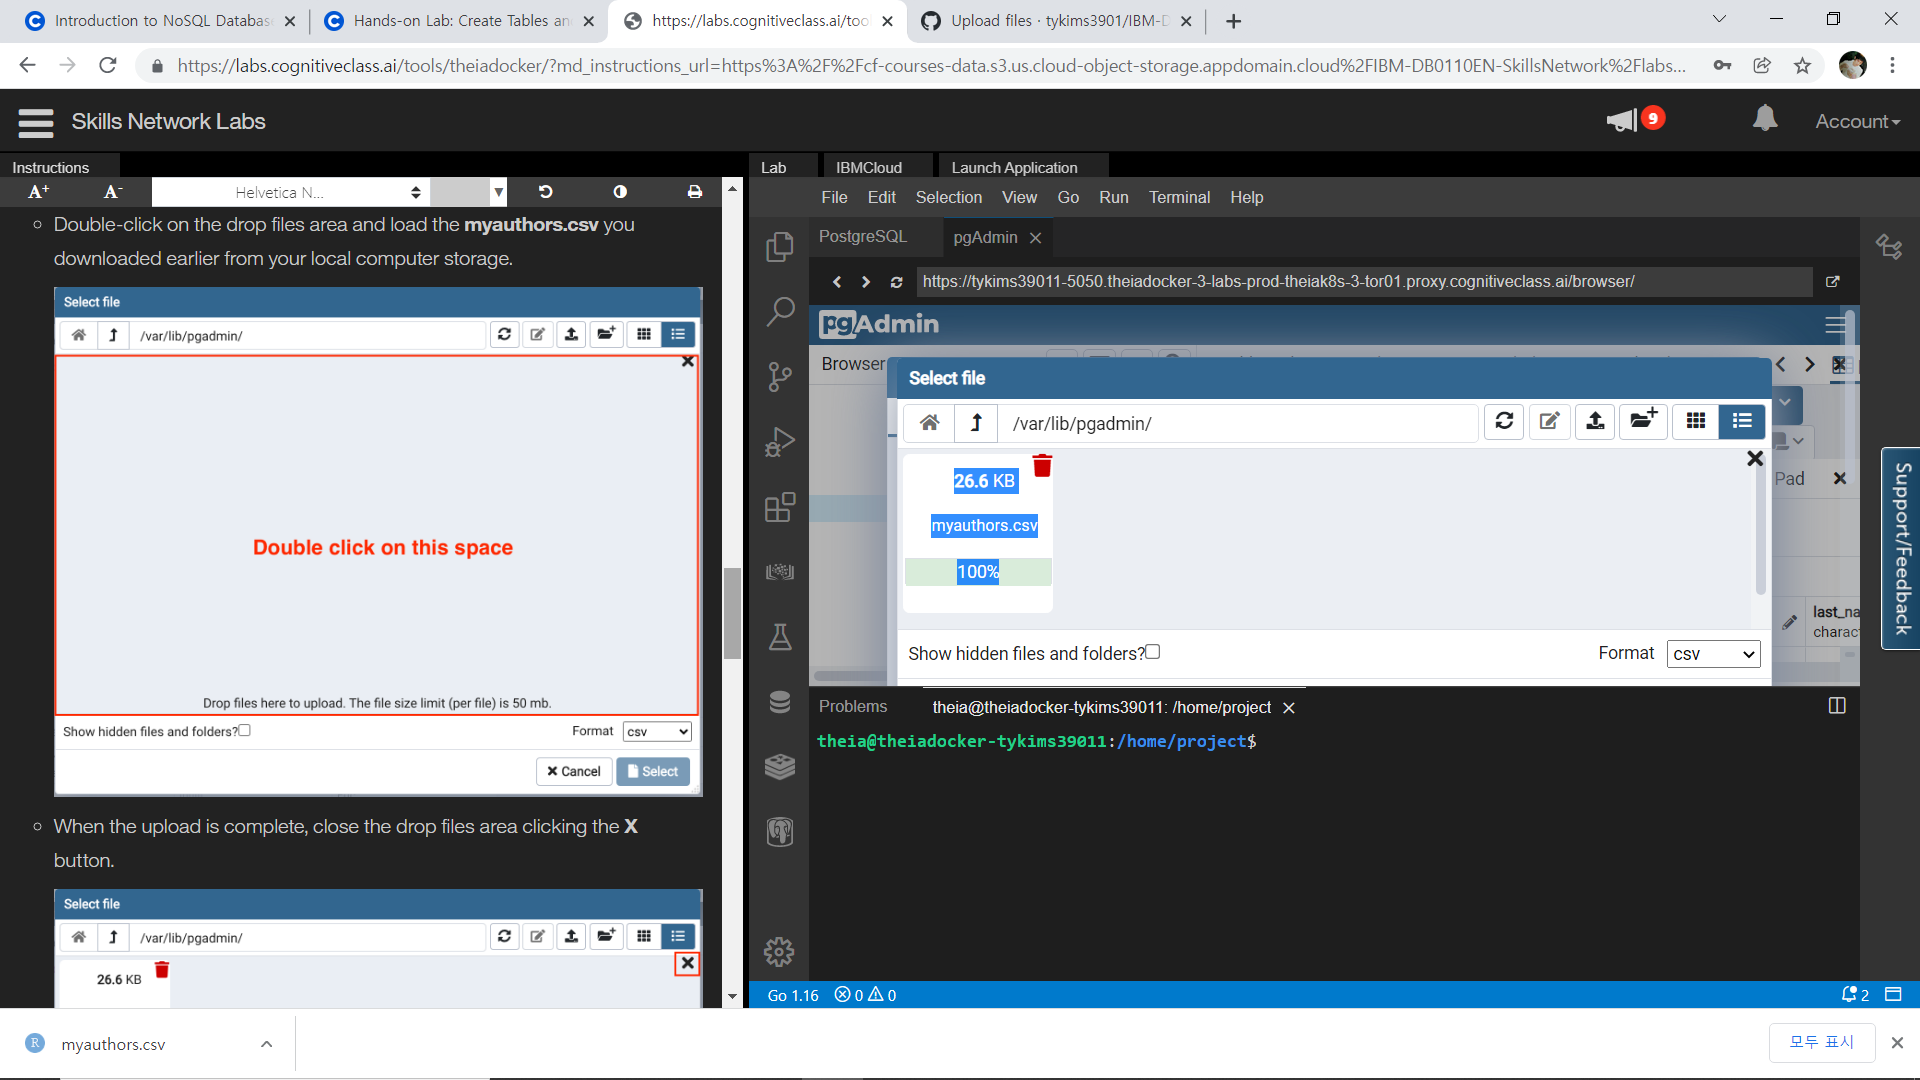 Introduction to NoSQL Databas
Hands-on Lab: Create Tables an
https://labs.cognitiveclass.ai/tool
Upload files · tykims3901/IBM-D
https://labs.cognitiveclass.ai/tools/theiadocker/?md_instructions_url=https%3A%2F%2Fcf-courses-data.s3.us.cloud-object-storage.appdomain.cloud%2FIBM-DB0110EN-SkillsNetwork%2Flabs...
Skills Network Labs
9
Account
Instructions
A+
A-
Helvetica N...
Double-click on the drop files area and load the myauthors.csv you
downloaded earlier from your local computer storage.
Select file
/var/lib/pgadmin/
Double click on this space
Drop files here to upload. The file size limit (per file) is 50 mb.
Show hidden files and folders?
Format
csv
Cancel
Select
When the upload is complete, close the drop files area clicking the X
button.
Select file
/var/lib/pgadmin/
26.6 KB
Lab
IBMCloud
Launch Application
File
Edit
Selection
View
Go
Run
Terminal
Help
PostgreSQL
pgAdmin
https://tykims39011-5050.theiadocker-3-labs-prod-theiak8s-3-tor01.proxy.cognitiveclass.ai/browser/
pgAdmin
Browser
Select file
/var/lib/pgadmin/
26.6 KB
myauthors.csv
100%
Pad
last_na
charac
Show hidden files and folders?
Format
csv
Problems
theia@theiadocker-tykims39011: /home/project
theia@theiadocker-tykims39011:/home/project$
Support/Feedback
Go 1.16
0
0
2
R
myauthors.csv
모두 표시